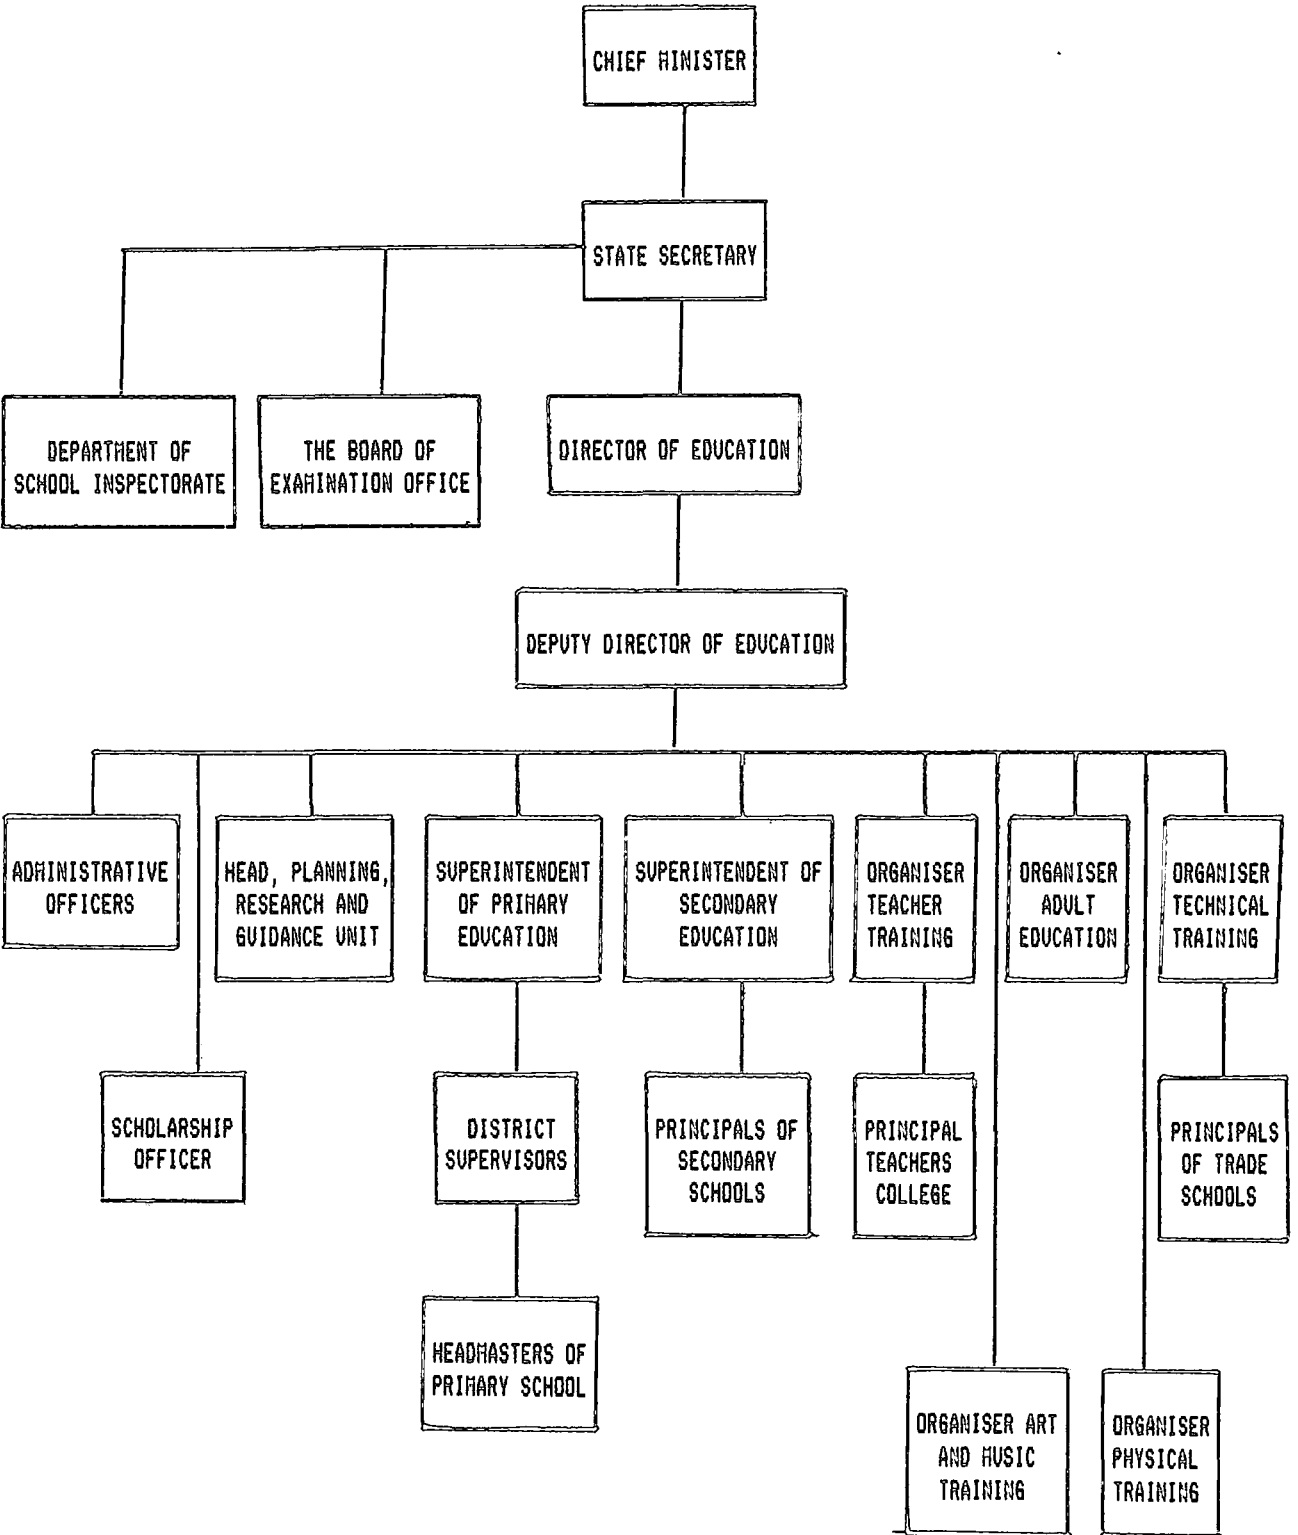 CHIEF MINISTER
STATE SECRETARY
DEPARTMENT OF
SCHOOL INSPECTORATE
THE BOARD OF
EXAMINATION OFFICE
DIRECTOR OF EDUCATION
DEPUTY DIRECTOR OF EDUCATION
ADMINISTRATIVE
OFFICERS
HEAD, PLANNING,
RESEARCH AND
GUIDANCE UNIT
SUPERINTENDENT
OF PRIMARY
EDUCATION
SUPERINTENDENT OF
SECONDARY
EDUCATION
ORGANISER
TEACHER
TRAINING
ORGANISER
ADULT
EDUCATION
ORGANISER
TECHNICAL
TRAINING
SCHOLARSHIP
OFFICER
DISTRICT
SUPERVISORS
PRINCIPALS OF
SECONDARY
SCHOOLS
PRINCIPAL
TEACHERS
COLLEGE
PRINCIPALS
OF TRADE
SCHOOLS
HEADMASTERS OF
PRIMARY SCHOOL
ORGANISER ART
AND MUSIC
TRAINING
ORGANISER
PHYSICAL
TRAINING